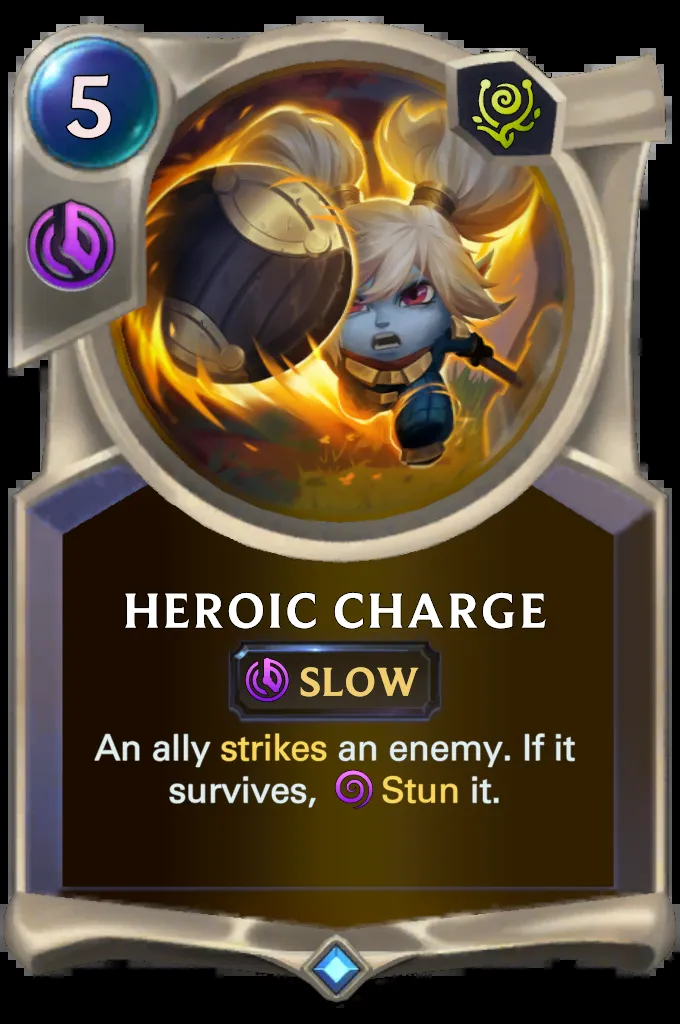 5
HEROIC CHARGE
SLOW
An ally strikes an enemy. If it
survives, Stun it.